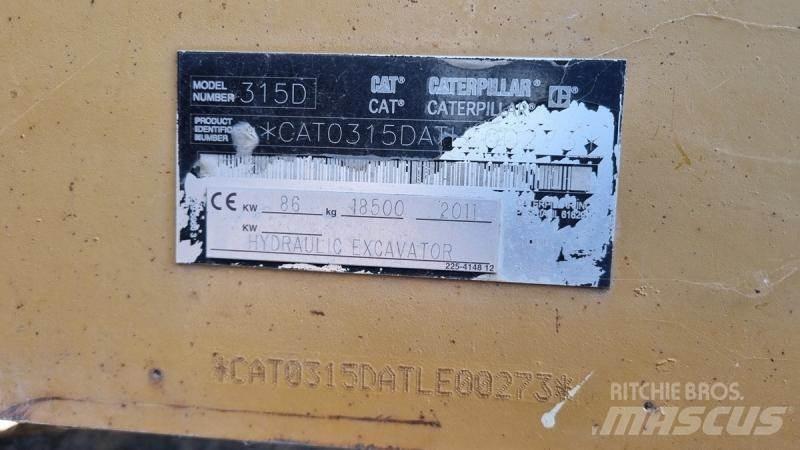 MODEL NUMBER 315D
CAT® CATERPILLAR®
CAT® CATERPILLAR®
PRODUCT IDENTIFICATION NUMBER *CAT0315DATLE
CE KW 86 kg 18500 2011
KW
HYDRAULIC EXCAVATOR
225-4148 12
*CAT0315DATLE00273*
RITCHIE BROS.
MASCUS